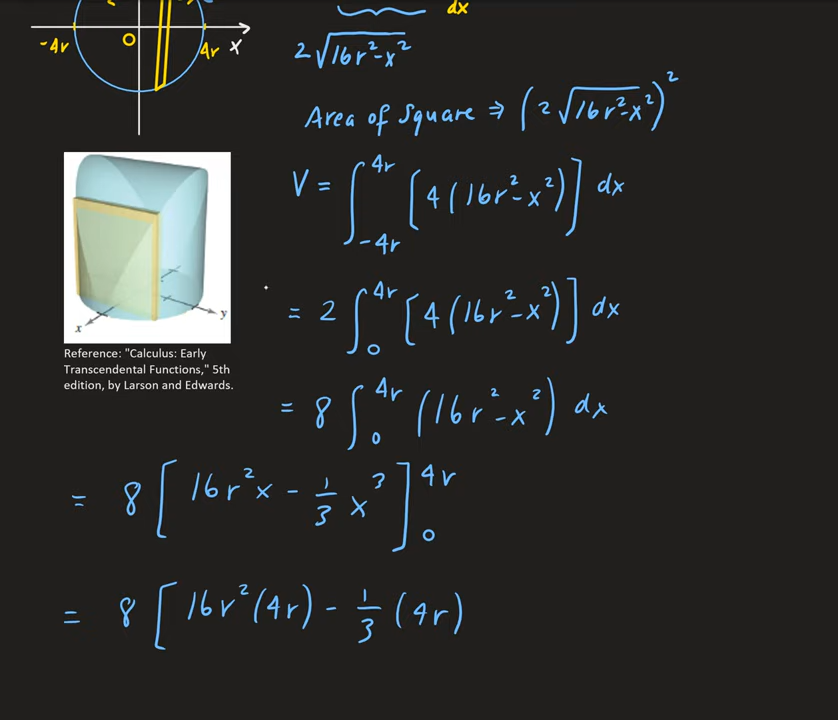 dx
-4r 0 4r x
2√(16r²-x²)
Area of Square ⇒ (2√(16r²-x²))²
V = ∫_{-4r}^{4r} [4(16r²-x²)] dx
= 2 ∫_0^{4r} [4(16r²-x²)] dx
x y
Reference: "Calculus: Early
Transcendental Functions," 5th
edition, by Larson and Edwards.
= 8 ∫_0^{4r} (16r²-x²) dx
= 8 [16r²x - 1/3 x³]_0^{4r}
= 8 [16r²(4r) - 1/3 (4r)